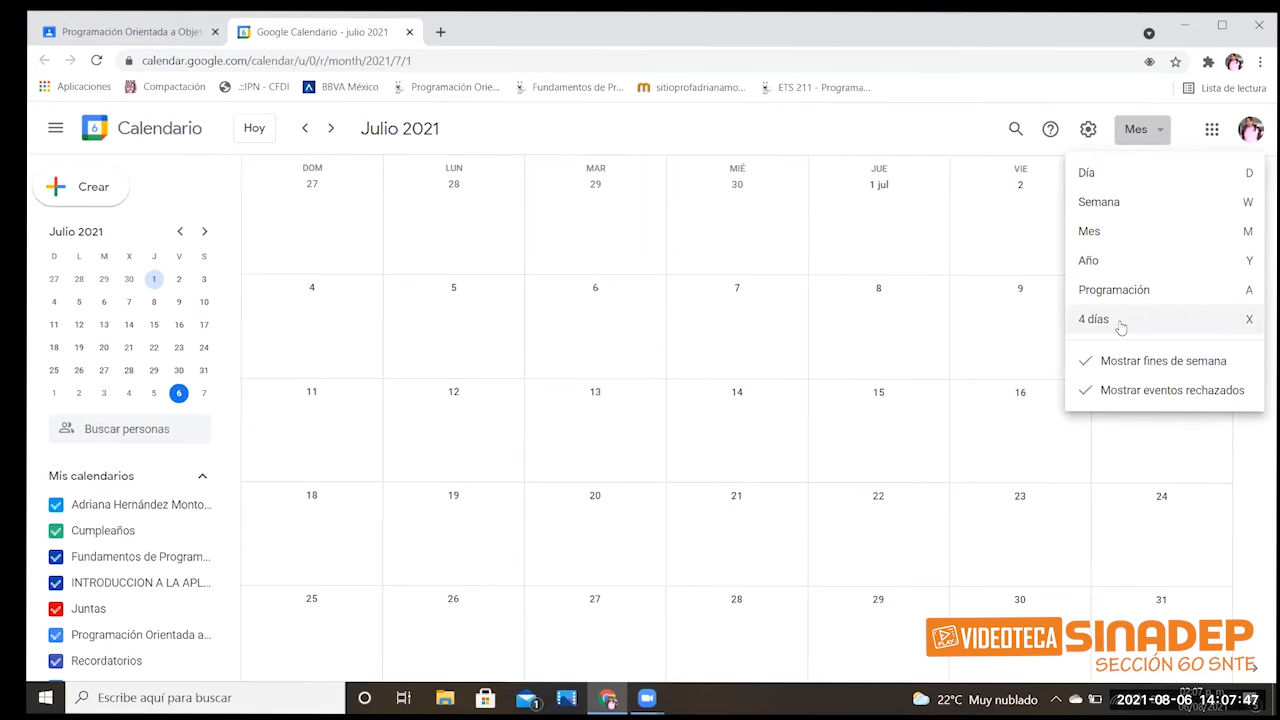 Programación Orientada a Objet
Google Calendario - julio 2021
calendar.google.com/calendar/u/0/r/month/2021/7/1
Aplicaciones
Compactación
.::IPN - CFDI
BBVA México
Programación Orie...
Fundamentos de Pr...
sitioprofadrianamo...
ETS 211 - Programa...
Lista de lectura
6
Calendario
Hoy
Julio 2021
Mes
Crear
DOM LUN MAR MIÉ JUE VIE
27 28 29 30 1 jul 2
4 5 6 7 8 9
11 12 13 14 15 16
18 19 20 21 22 23 24
25 26 27 28 29 30 31
Día D
Semana W
Mes M
Año Y
Programación A
4 días X
Mostrar fines de semana
Mostrar eventos rechazados
Julio 2021
D L M X J V S
27 28 29 30 1 2 3
4 5 6 7 8 9 10
11 12 13 14 15 16 17
18 19 20 21 22 23 24
25 26 27 28 29 30 31
1 2 3 4 5 6 7
Buscar personas
Mis calendarios
Adriana Hernández Monto...
Cumpleaños
Fundamentos de Program...
INTRODUCCION A LA APL...
Juntas
Programación Orientada a...
Recordatorios
PLAY
VIDEOTECA SINADEP
SECCIÓN 60 SNTE
Escribe aquí para buscar
1
22°C Muy nublado
2021-08-06 14:07:47